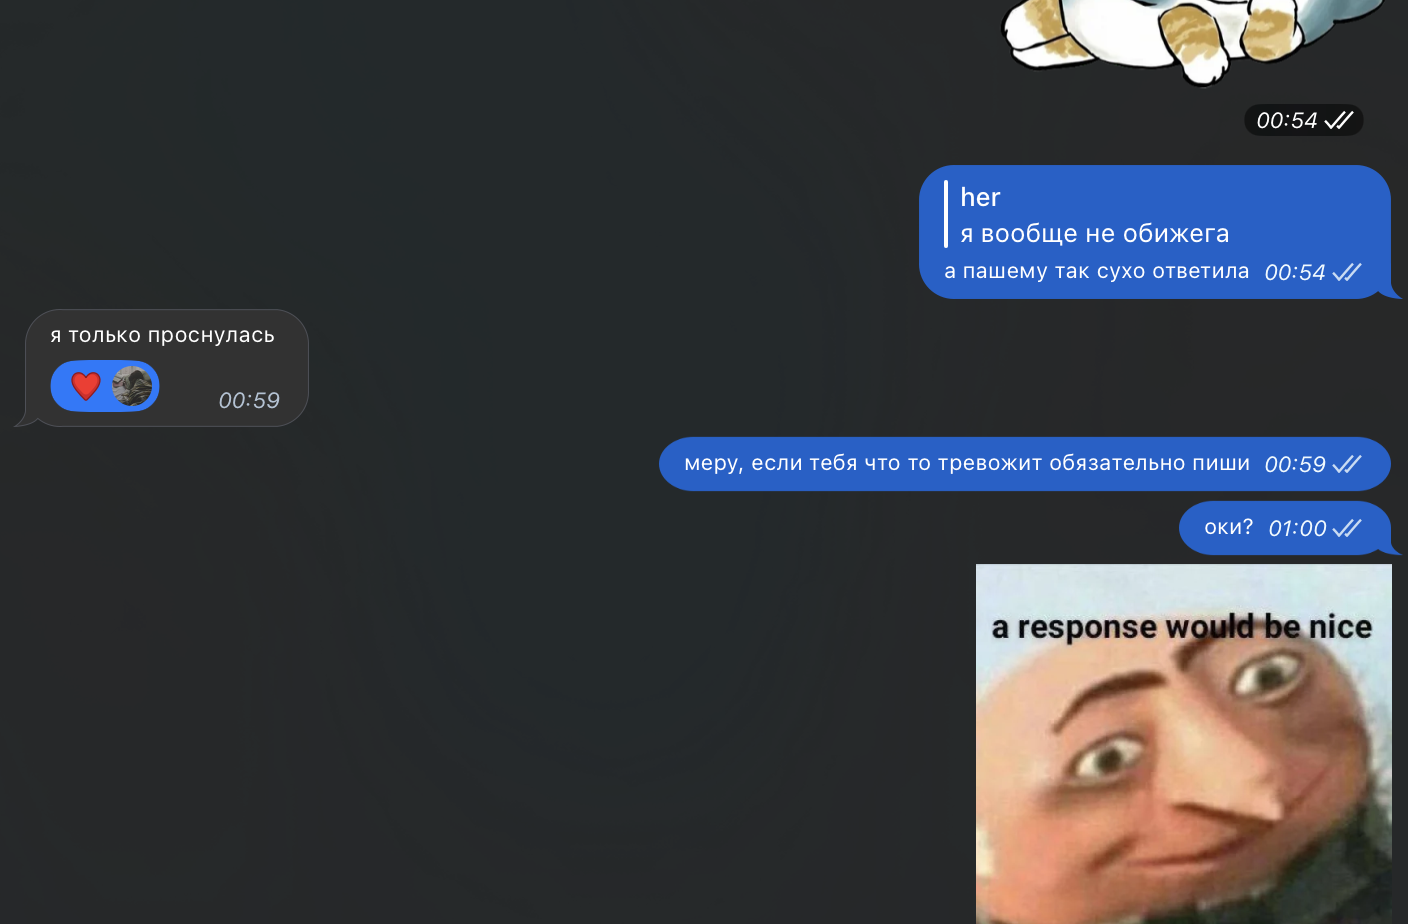 00:54
her
я вообще не обижега
а пашему так сухо ответила 00:54
я только проснулась
00:59
меру, если тебя что то тревожит обязательно пиши 00:59
оки? 01:00
a response would be nice